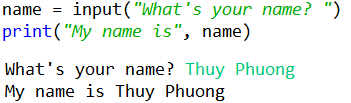 name = input("What's your name? ")
print("My name is", name)
What's your name? Thuy Phuong
My name is Thuy Phuong